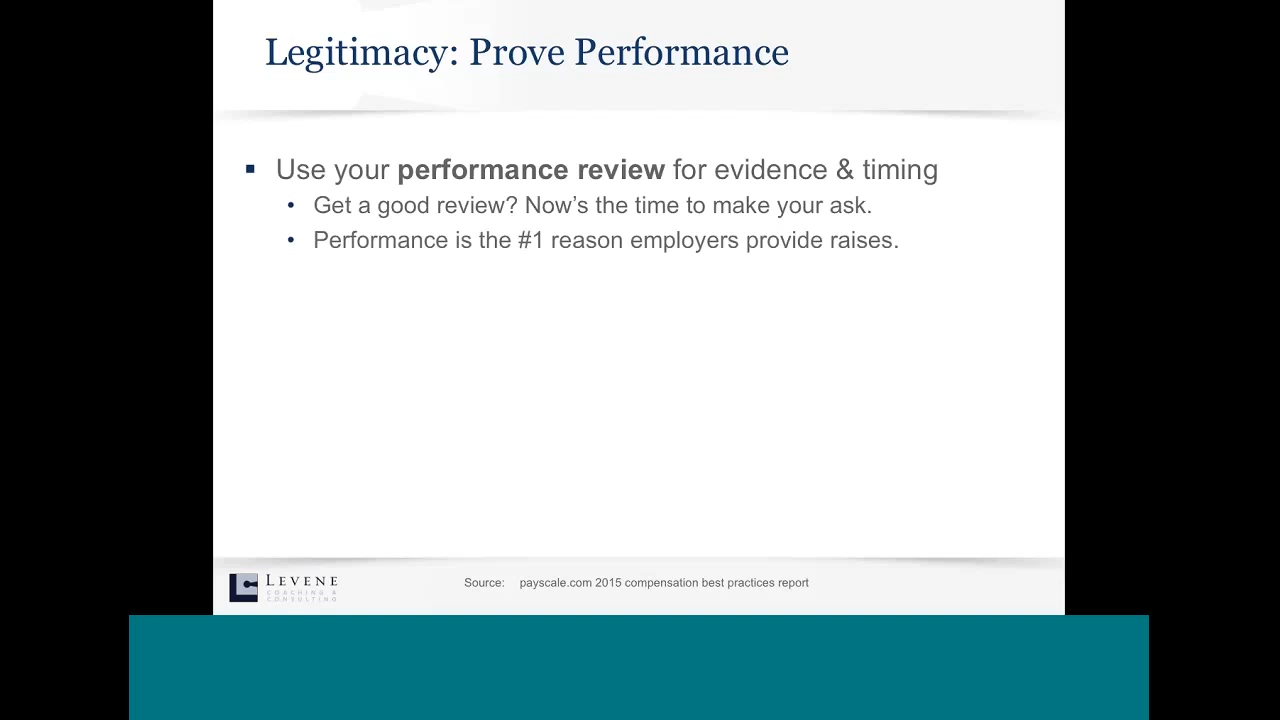 Legitimacy: Prove Performance
Use your performance review for evidence & timing
Get a good review? Now’s the time to make your ask.
Performance is the #1 reason employers provide raises.
LEVENE
COACHING &
CONSULTING
Source: payscale.com 2015 compensation best practices report